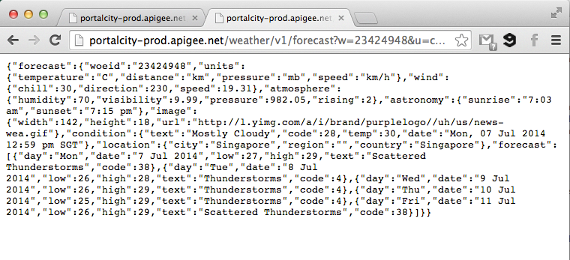 portalcity-prod.apigee.net
portalcity-prod.apigee.net
portalcity-prod.apigee.net/weather/v1/forecast?w=23424948&u=c...
{"forecast":{"woeid":"23424948","units":
{"temperature":"C","distance":"km","pressure":"mb","speed":"km/h"},"wind":
{"chill":30,"direction":230,"speed":19.31},"atmosphere":
{"humidity":70,"visibility":9.99,"pressure":982.05,"rising":2},"astronomy":{"sunrise":"7:03
am","sunset":"7:15 pm"},"image":
{"width":142,"height":18,"url":"http://l.yimg.com/a/i/brand/purplelogo//uh/us/news-
wea.gif"},"condition":{"text":"Mostly Cloudy","code":28,"temp":30,"date":"Mon, 07 Jul 2014
12:59 pm SGT"},"location":{"city":"Singapore","region":"","country":"Singapore"},"forecast":
[{"day":"Mon","date":"7 Jul 2014","low":27,"high":29,"text":"Scattered
Thunderstorms","code":38},{"day":"Tue","date":"8 Jul
2014","low":26,"high":28,"text":"Thunderstorms","code":4},{"day":"Wed","date":"9 Jul
2014","low":26,"high":29,"text":"Thunderstorms","code":4},{"day":"Thu","date":"10 Jul
2014","low":25,"high":29,"text":"Thunderstorms","code":4},{"day":"Fri","date":"11 Jul
2014","low":26,"high":29,"text":"Scattered Thunderstorms","code":38}]}}